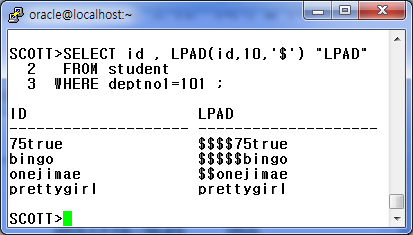 oracle@localhost:~
SCOTT>SELECT id , LPAD(id,10,'$') "LPAD"
  2   FROM student
  3  WHERE deptno1=101 ;
ID                   LPAD
-------------------- --------------------
75true               $$$$75true
bingo                $$$$$bingo
onejimae             $$onejimae
prettygirl           prettygirl
SCOTT>